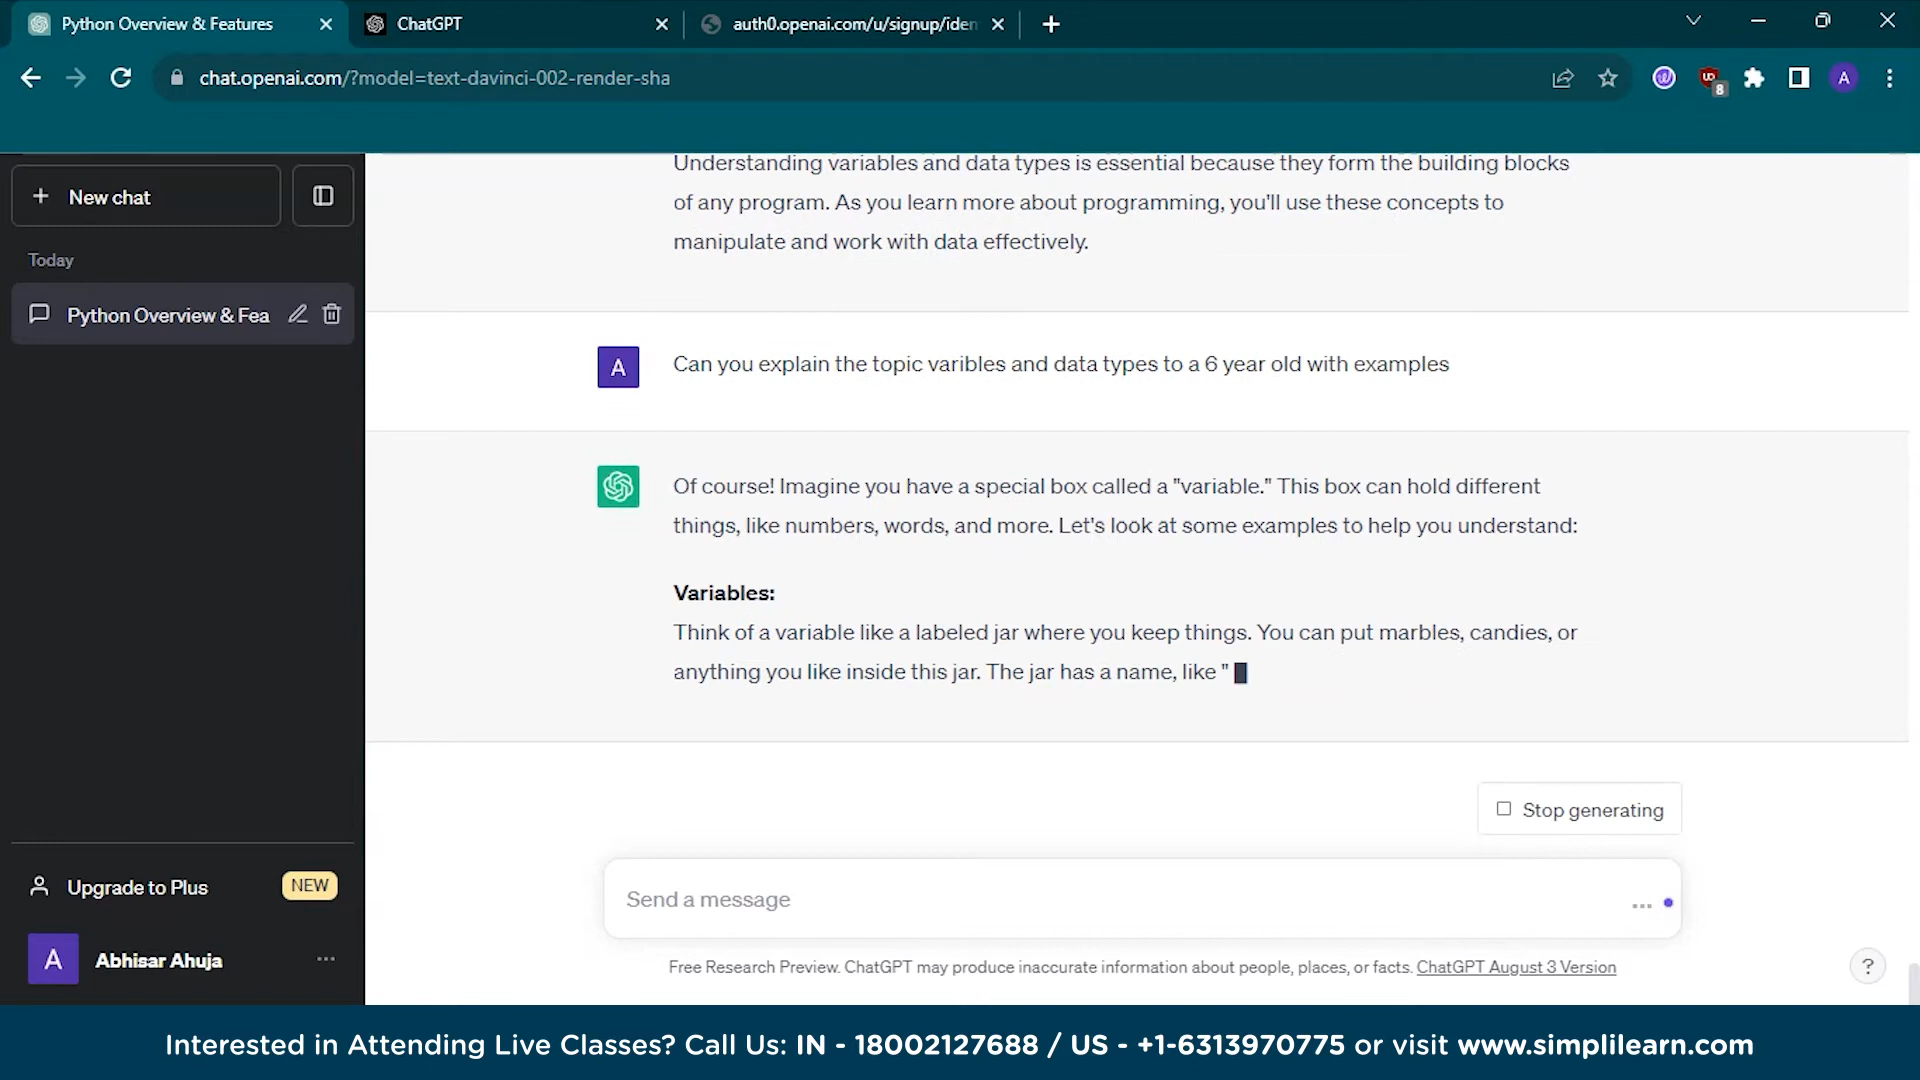 Python Overview & Features
ChatGPT
auth0.openai.com/u/signup/iden
chat.openai.com/?model=text-davinci-002-render-sha
8
A
New chat
Today
Python Overview & Fea
Understanding variables and data types is essential because they form the building blocks
of any program. As you learn more about programming, you'll use these concepts to
manipulate and work with data effectively.
A
Can you explain the topic varibles and data types to a 6 year old with examples
Of course! Imagine you have a special box called a "variable." This box can hold different
things, like numbers, words, and more. Let's look at some examples to help you understand:
Variables:
Think of a variable like a labeled jar where you keep things. You can put marbles, candies, or
anything you like inside this jar. The jar has a name, like "
Stop generating
Send a message
Upgrade to Plus
NEW
A
Abhisar Ahuja
Free Research Preview. ChatGPT may produce inaccurate information about people, places, or facts. ChatGPT August 3 Version
?
Interested in Attending Live Classes? Call Us: IN - 18002127688 / US - +1-6313970775 or visit www.simplilearn.com